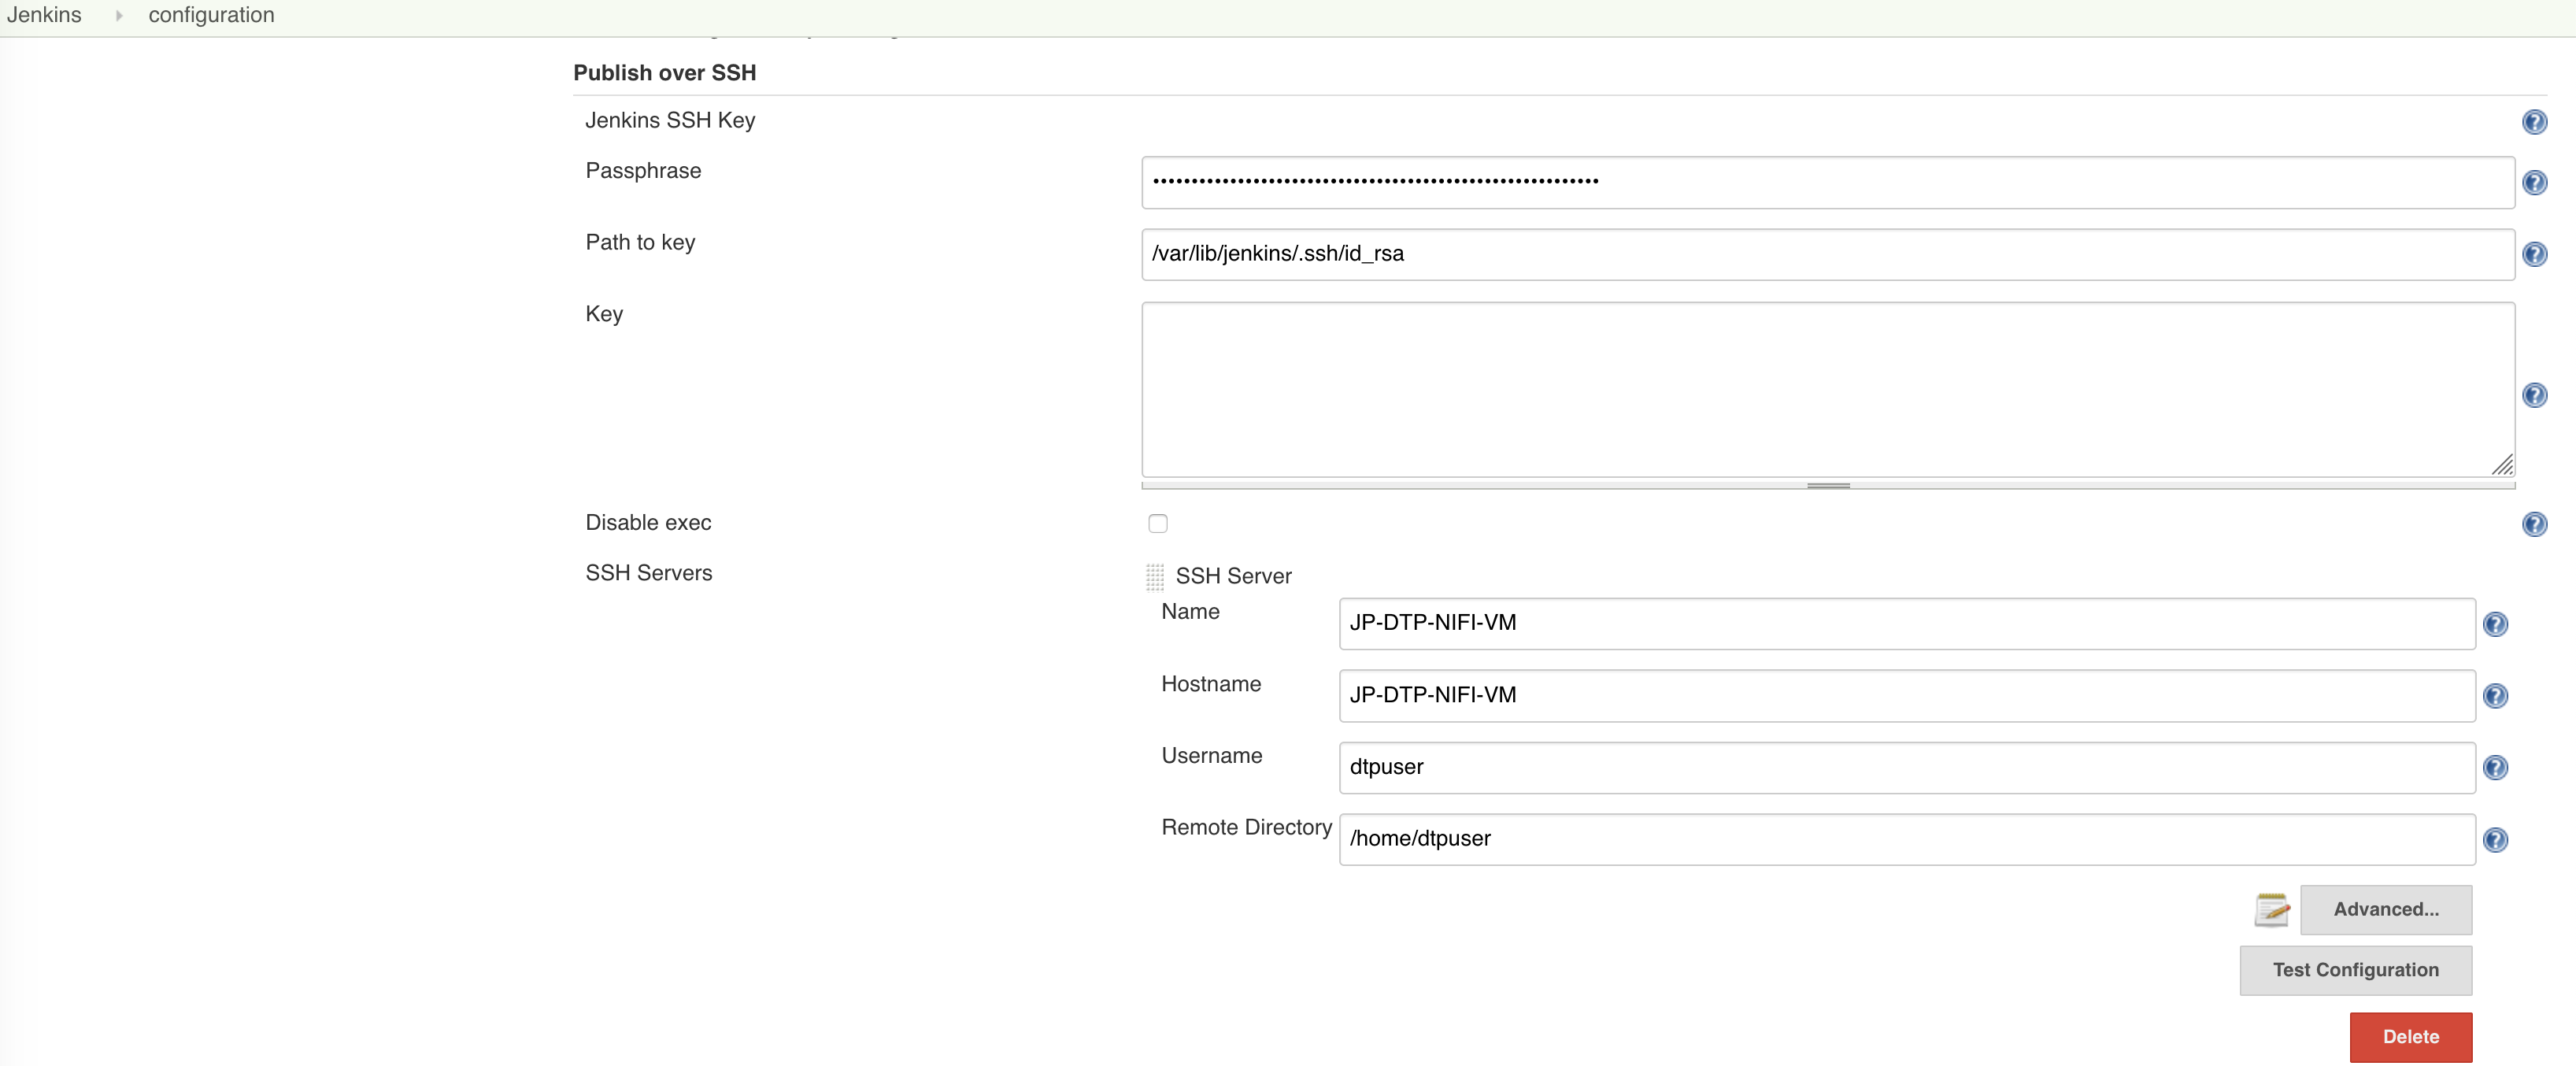 Jenkins configuration
Publish over SSH
Jenkins SSH Key
Passphrase
Path to key /var/lib/jenkins/.ssh/id_rsa
Key
Disable exec
SSH Servers SSH Server
Name JP-DTP-NIFI-VM
Hostname JP-DTP-NIFI-VM
Username dtpuser
Remote Directory /home/dtpuser
Advanced...
Test Configuration
Delete